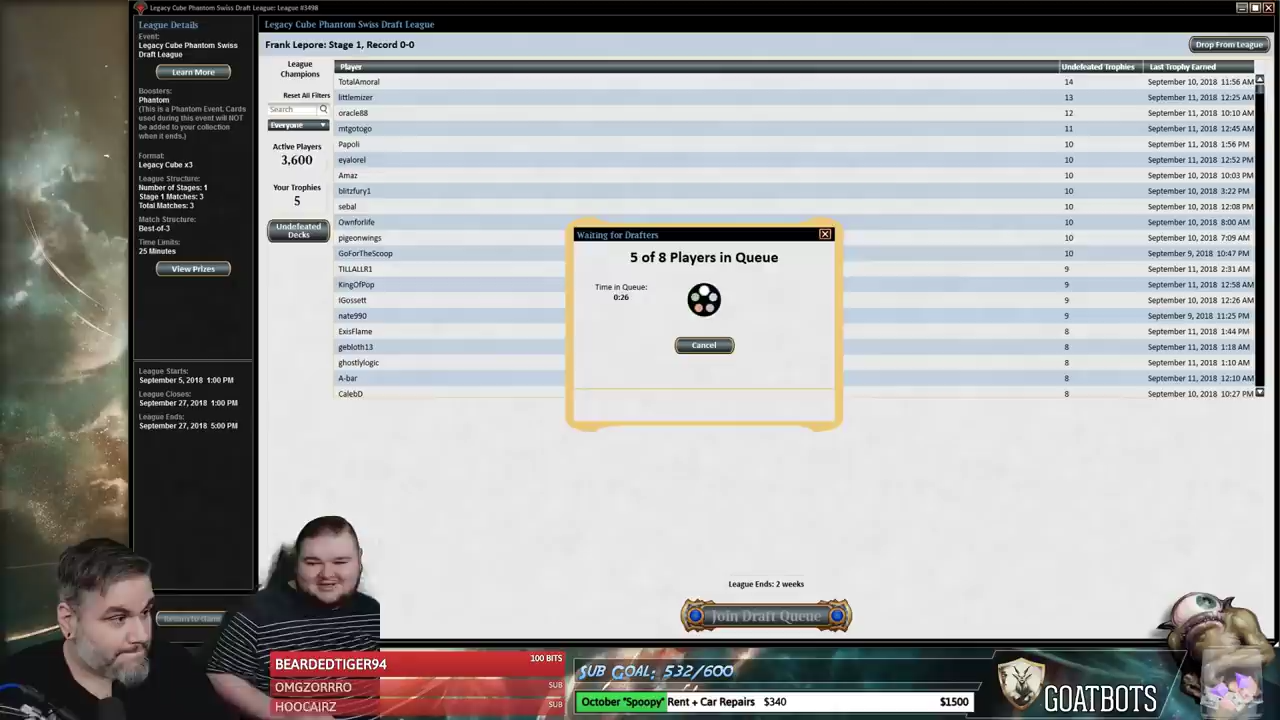 Legacy Cube Phantom Swiss Draft League: League #3498
League Details
Event:
Legacy Cube Phantom Swiss
Draft League
Learn More
Boosters:
Phantom
(This is a Phantom Event. Cards
used during this event will NOT
be added to your collection
when it ends.)
Format:
Legacy Cube x3
League Structure:
Number of Stages: 1
Stage 1 Matches: 3
Total Matches: 3
Match Structure:
Best-of-3
Time Limits:
25 Minutes
View Prizes
League Starts:
September 5, 2018 1:00 PM
League Closes:
September 27, 2018 1:00 PM
League Ends:
September 27, 2018 5:00 PM
Legacy Cube Phantom Swiss Draft League
Frank Lepore: Stage 1, Record 0-0
Drop From League
League
Champions
Reset All Filters
Search
Everyone
Active Players
3,600
Your Trophies
5
Undefeated
Decks
Player Undefeated Trophies Last Trophy Earned
TotalAmoral 14 September 10, 2018 11:56 AM
littlemizer 13 September 11, 2018 12:25 AM
oracle88 12 September 11, 2018 10:10 AM
mtgotogo 11 September 11, 2018 12:45 AM
Papoli 10 September 11, 2018 1:56 PM
eyalorel 10 September 11, 2018 12:52 PM
Amaz 10 September 10, 2018 10:03 PM
blitzfury1 10 September 10, 2018 3:22 PM
sebal 10 September 10, 2018 12:08 PM
Ownforlife 10 September 10, 2018 8:00 AM
pigeonwings 10 September 10, 2018 7:09 AM
GoForTheScoop 10 September 9, 2018 10:47 PM
TILLALLR1 9 September 11, 2018 2:31 AM
KingOfPop 9 September 11, 2018 12:58 AM
IGossett 9 September 11, 2018 12:26 AM
nate990 9 September 9, 2018 11:25 PM
ExisFlame 8 September 11, 2018 1:44 PM
gebloth13 8 September 11, 2018 1:18 AM
ghostlylogic 8 September 11, 2018 1:10 AM
A-bar 8 September 11, 2018 12:10 AM
CalebD 8 September 10, 2018 10:27 PM
Waiting for Drafters
5 of 8 Players in Queue
Time in Queue:
0:26
Cancel
League Ends: 2 weeks
Join Draft Queue
BEARDEDTIGER94 100 BITS
OMGZORRRO SUB
HOOCAIRZ SUB
SUB GOAL: 532/600
October "Spoopy" Rent + Car Repairs $340 $1500
GOATBOTS